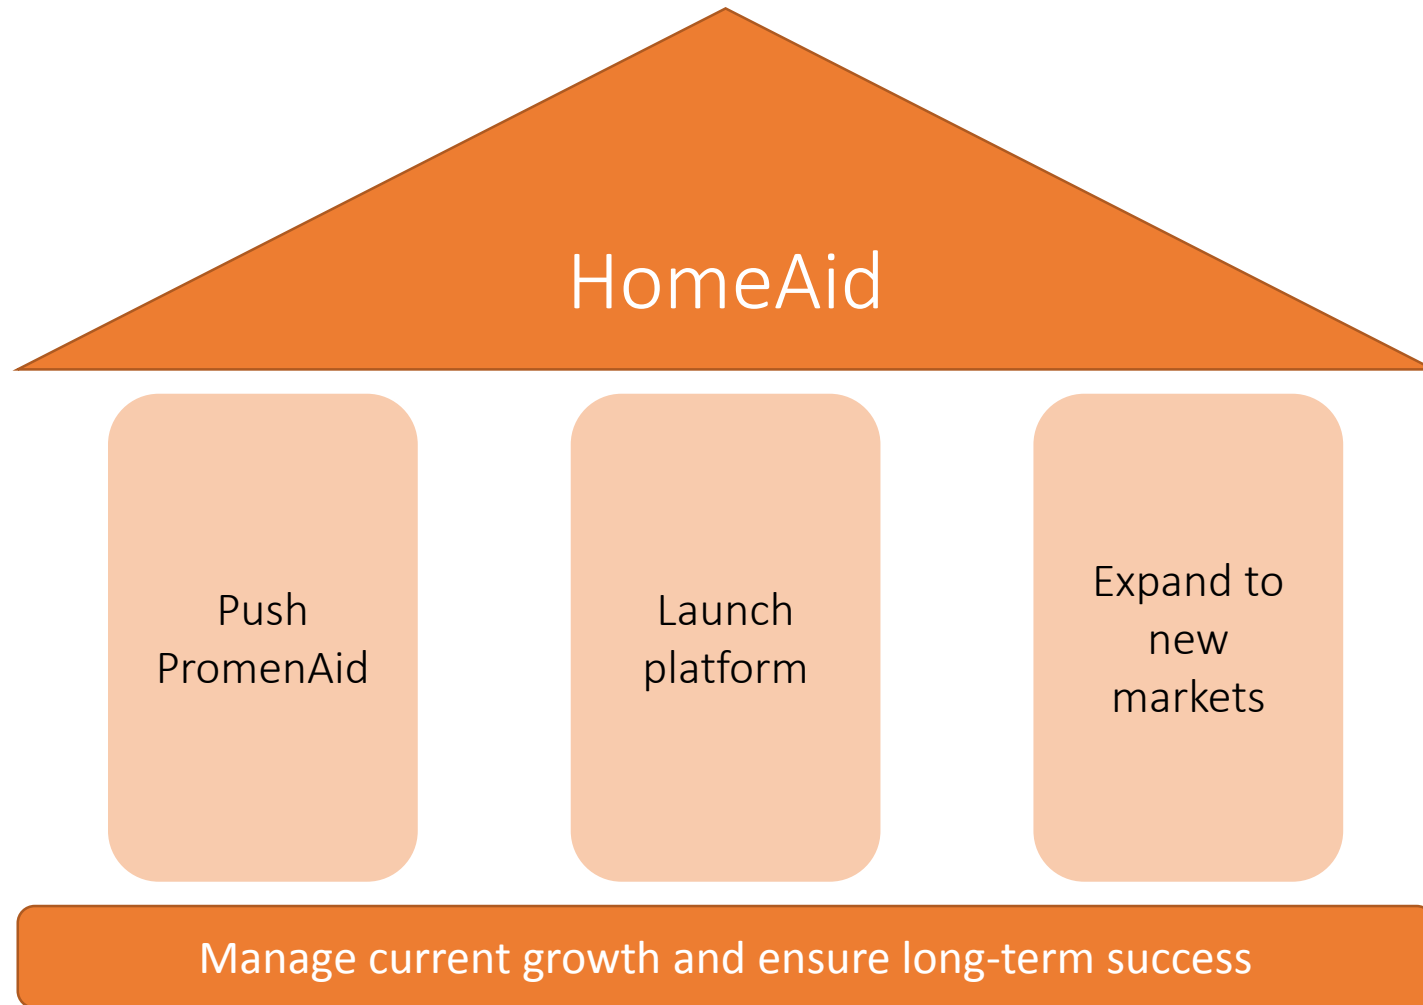 HomeAid
Push
PromenAid
Launch
platform
Expand to
new
markets
Manage current growth and ensure long-term success